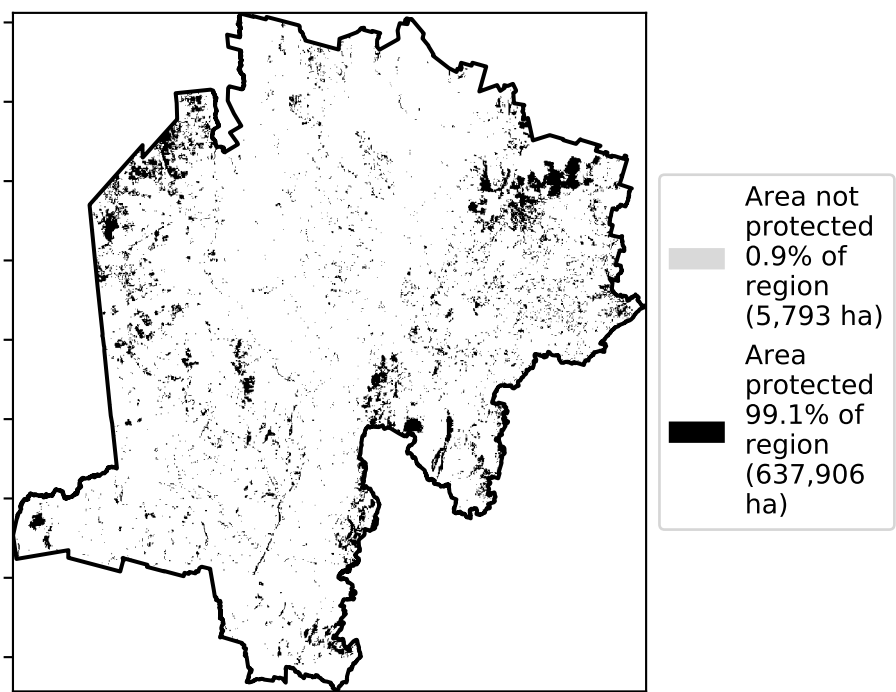 Area not
protected
0.9% of
region
(5,793 ha)
Area
protected
99.1% of
region
(637,906
ha)